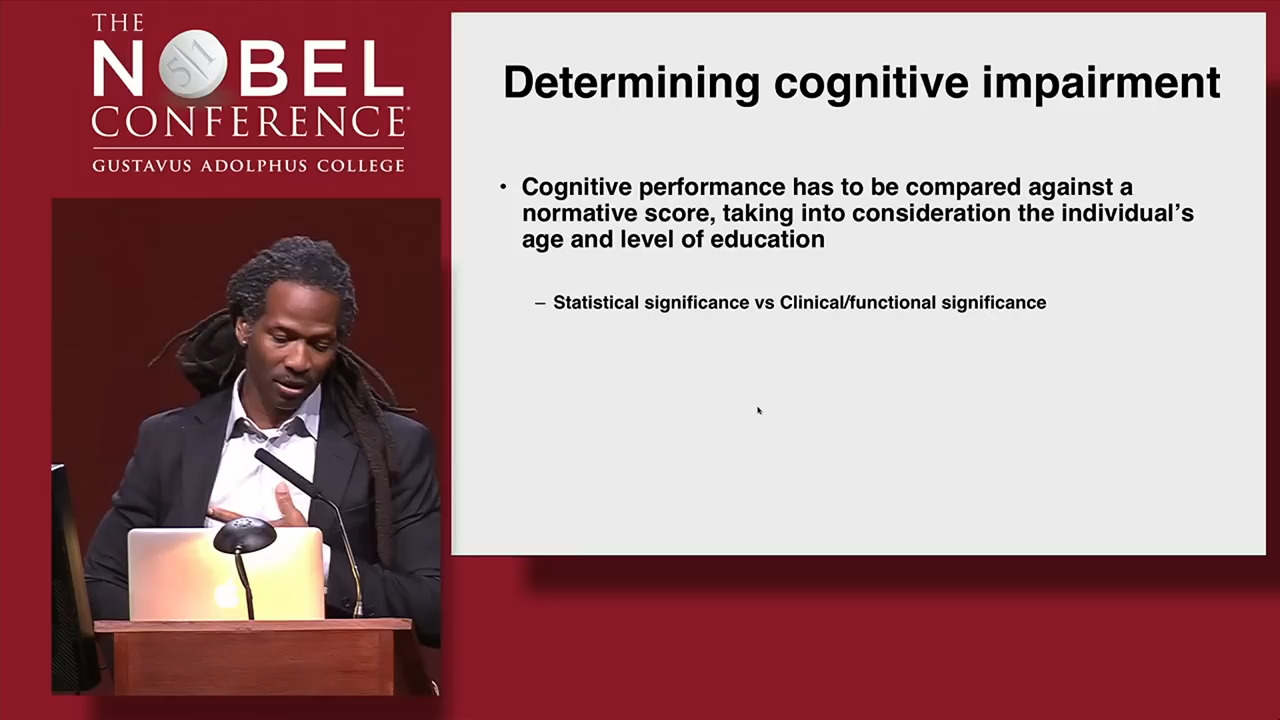 THE
NOBEL
51
CONFERENCE®
GUSTAVUS ADOLPHUS COLLEGE
Determining cognitive impairment
• Cognitive performance has to be compared against a
normative score, taking into consideration the individual’s
age and level of education
– Statistical significance vs Clinical/functional significance